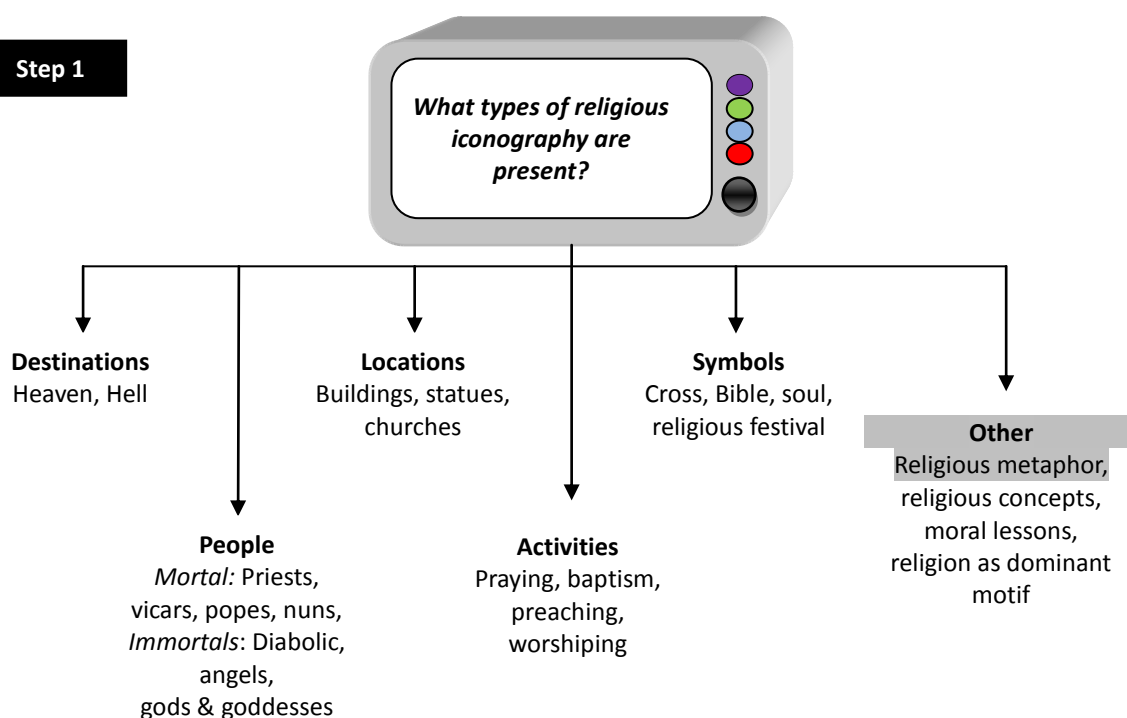 Step 1
What types of religious
iconography are
present?
Destinations
Heaven, Hell
Locations
Buildings, statues,
churches
Symbols
Cross, Bible, soul,
religious festival
Other
Religious metaphor,
religious concepts,
moral lessons,
religion as dominant
motif
People
Mortal: Priests,
vicars, popes, nuns,
Immortals: Diabolic,
angels,
gods & goddesses
Activities
Praying, baptism,
preaching,
worshiping